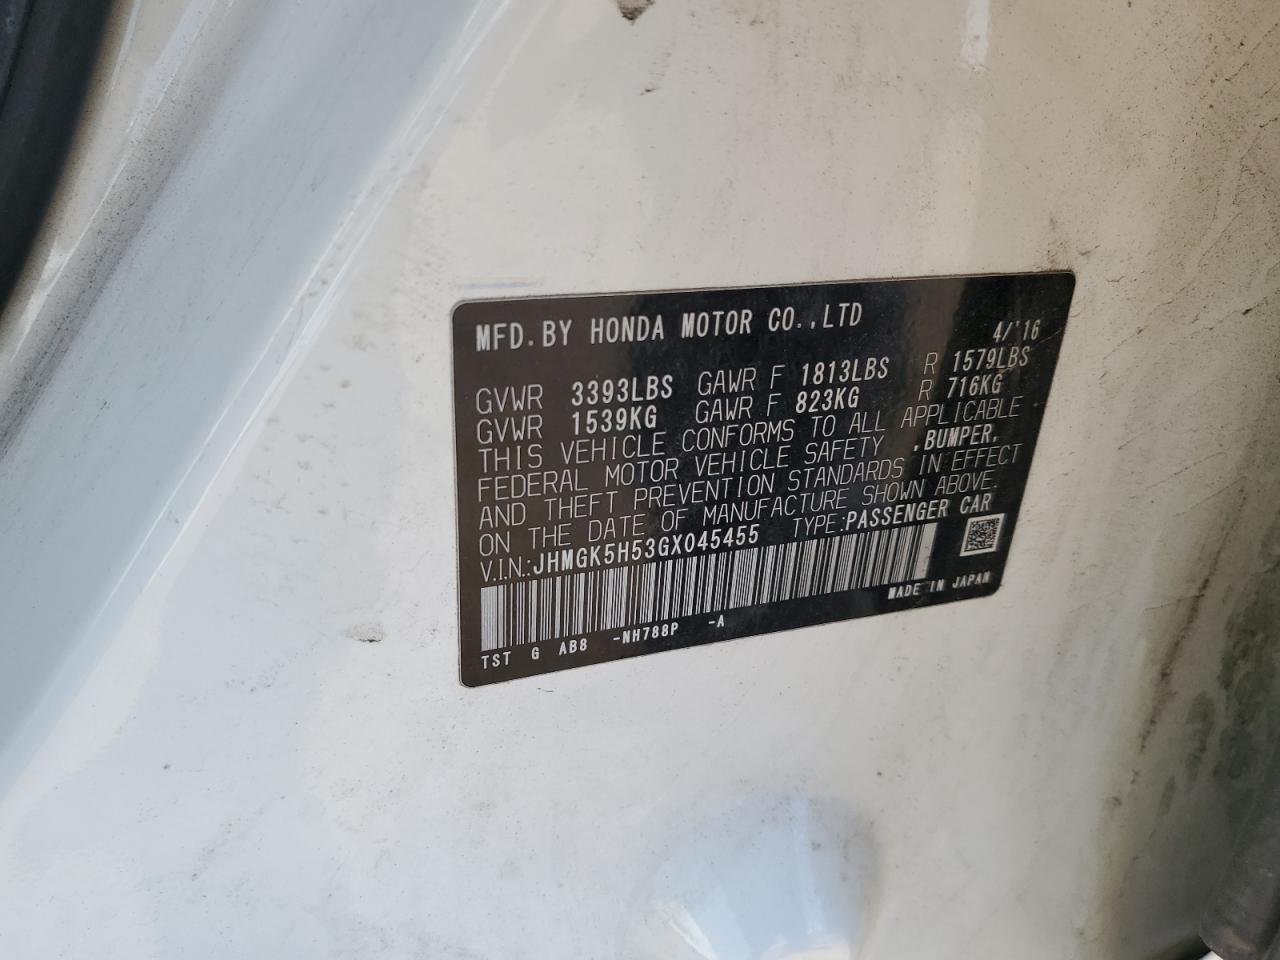 MFD. BY HONDA MOTOR CO., LTD 4/'16
GVWR 3393LBS GAWR F 1813LBS R 1579LBS
GVWR 1539KG GAWR F 823KG R 716KG
THIS VEHICLE CONFORMS TO ALL APPLICABLE
FEDERAL MOTOR VEHICLE SAFETY ,BUMPER,
AND THEFT PREVENTION STANDARDS IN EFFECT
ON THE DATE OF MANUFACTURE SHOWN ABOVE.
V.I.N.:JHMGK5H53GX045455 TYPE:PASSENGER CAR
MADE IN JAPAN
TST G AB8 -NH788P -A